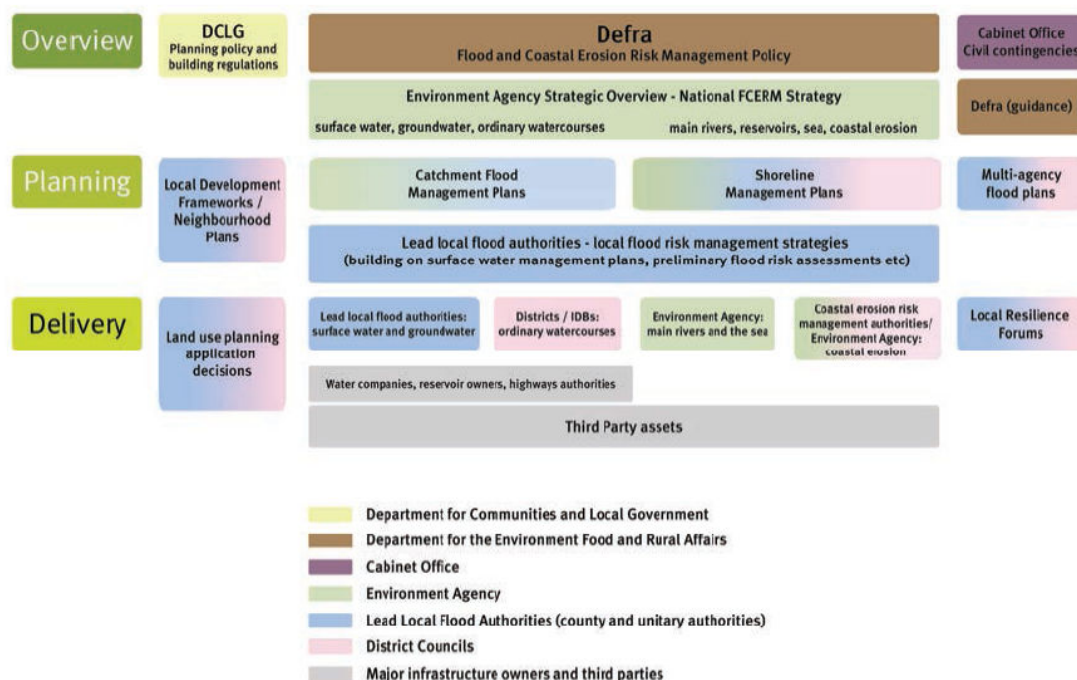 Overview
DCLG
Planning policy and
building regulations
Defra
Flood and Coastal Erosion Risk Management Policy
Cabinet Office
Civil contingencies
Environment Agency Strategic Overview - National FCERM Strategy
surface water, groundwater, ordinary watercourses
main rivers, reservoirs, sea, coastal erosion
Defra (guidance)
Planning
Local Development
Frameworks /
Neighbourhood
Plans
Catchment Flood
Management Plans
Shoreline
Management Plans
Multi-agency
flood plans
Lead local flood authorities - local flood risk management strategies
(building on surface water management plans, preliminary flood risk assessments etc)
Delivery
Land use planning
application
decisions
Lead local flood authorities:
surface water and groundwater
Districts / IDBs:
ordinary watercourses
Environment Agency:
main rivers and the sea
Coastal erosion risk
management authorities/
Environment Agency:
coastal erosion
Local Resilience
Forums
Water companies, reservoir owners, highways authorities
Third Party assets
Department for Communities and Local Government
Department for the Environment Food and Rural Affairs
Cabinet Office
Environment Agency
Lead Local Flood Authorities (county and unitary authorities)
District Councils
Major infrastructure owners and third parties